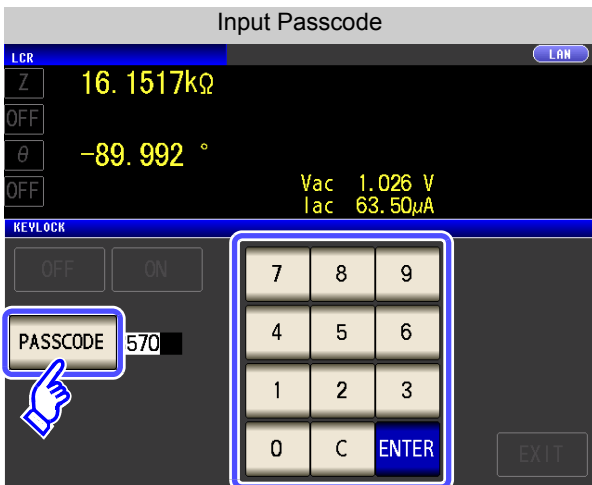 Input Passcode
LCR
LAN
Z 16.1517kΩ
OFF
θ -89.992 °
OFF
Vac 1.026 V
Iac 63.50μA
KEYLOCK
OFF ON
7 8 9
PASSCODE 570
4 5 6
1 2 3
0 C ENTER
EXIT